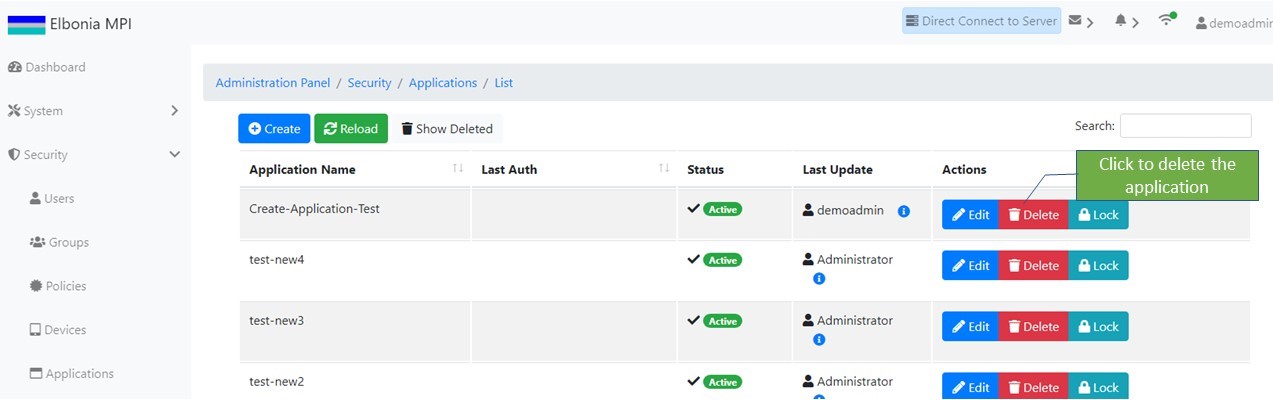 Elbonia MPI
Direct Connect to Server
demoadmin
Dashboard
System
Security
Users
Groups
Policies
Devices
Applications
Administration Panel / Security / Applications / List
Create Reload Show Deleted
Search:
Application Name Last Auth Status Last Update Actions
Click to delete the
application
Create-Application-Test Active demoadmin Edit Delete Lock
test-new4 Active Administrator Edit Delete Lock
test-new3 Active Administrator Edit Delete Lock
test-new2 Active Administrator Edit Delete Lock